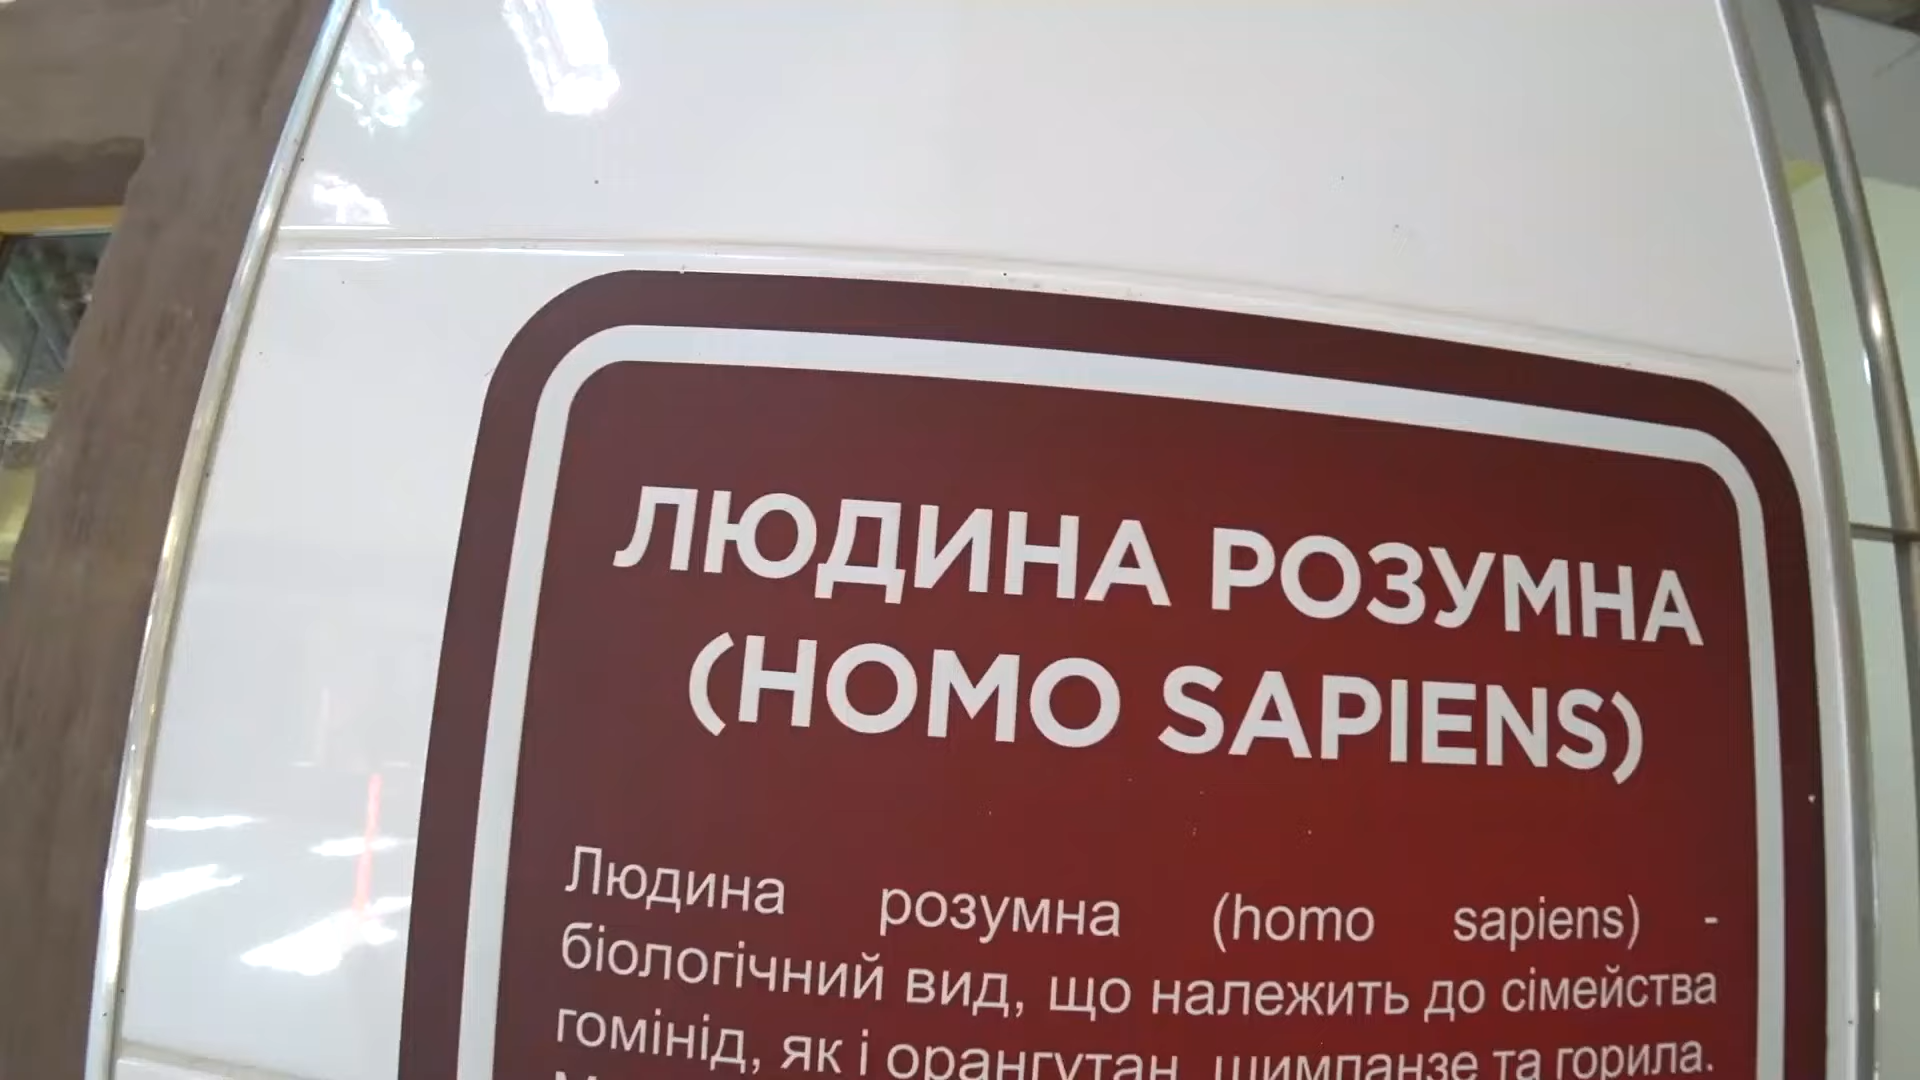 ЛЮДИНА РОЗУМНА
(HOMO SAPIENS)
Людина розумна (homo sapiens) -
біологічний вид, що належить до сімейства
гомінід, як і орангутан, шимпанзе та горила.